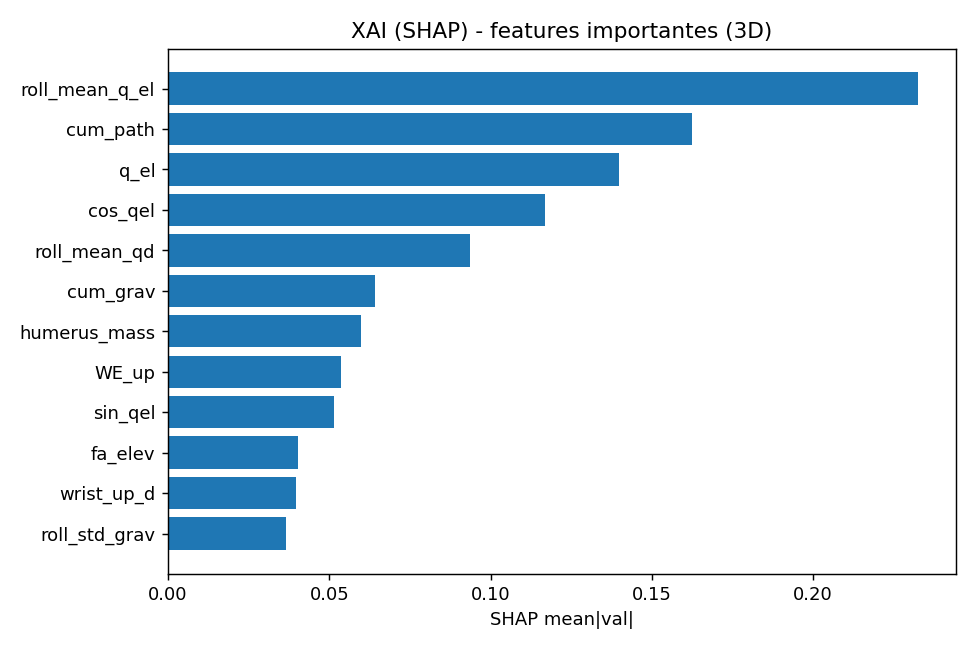 XAI (SHAP) - features importantes (3D)
roll_mean_q_el
cum_path
q_el
cos_qel
roll_mean_qd
cum_grav
humerus_mass
WE_up
sin_qel
fa_elev
wrist_up_d
roll_std_grav
0.00 0.05 0.10 0.15 0.20
SHAP mean|val|